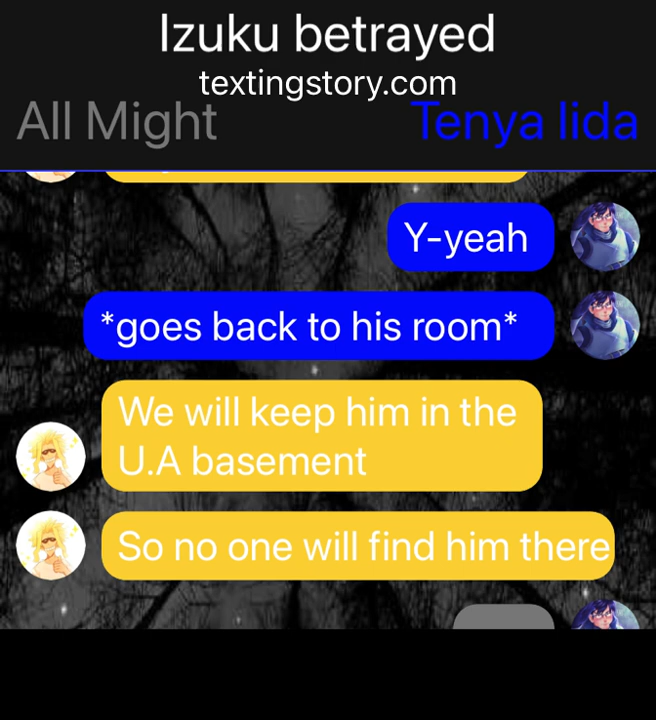 Izuku betrayed
textingstory.com
All Might
Tenya Iida
Y-yeah
*goes back to his room*
We will keep him in the
U.A basement
So no one will find him there